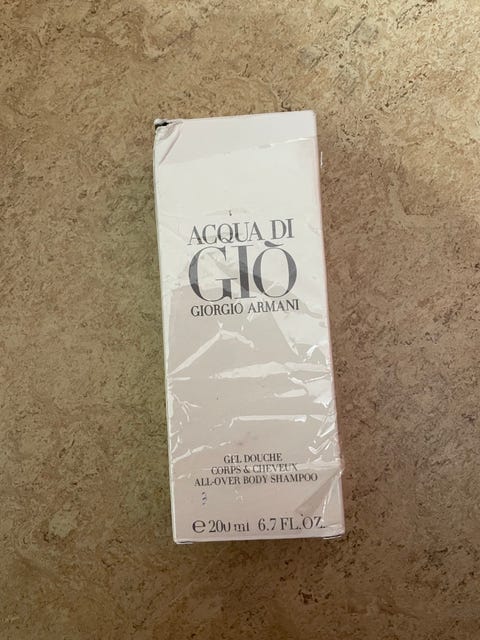 ACQUA DI
GIÒ
GIORGIO ARMANI
GEL DOUCHE
CORPS & CHEVEUX
ALL-OVER BODY SHAMPOO
e 200 ml 6.7 FL.OZ.